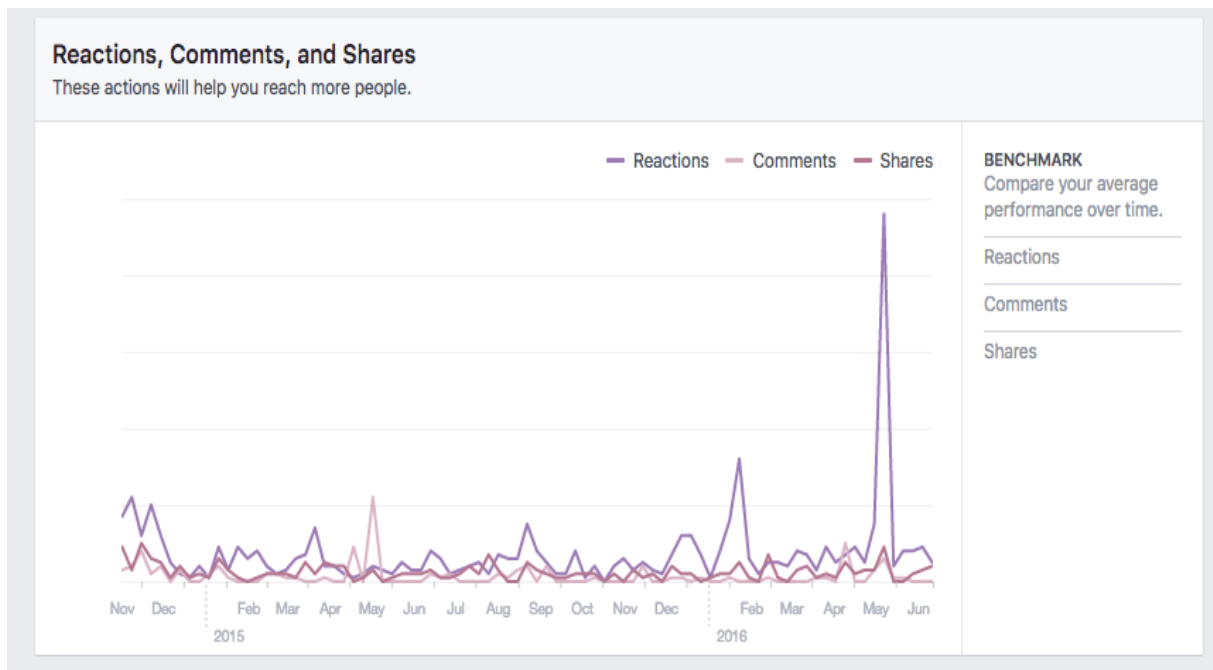 Reactions, Comments, and Shares
These actions will help you reach more people.
Reactions Comments Shares
BENCHMARK
Compare your average
performance over time.
Reactions
Comments
Shares
Nov Dec Feb Mar Apr May Jun Jul Aug Sep Oct Nov Dec Feb Mar Apr May Jun
2015 2016